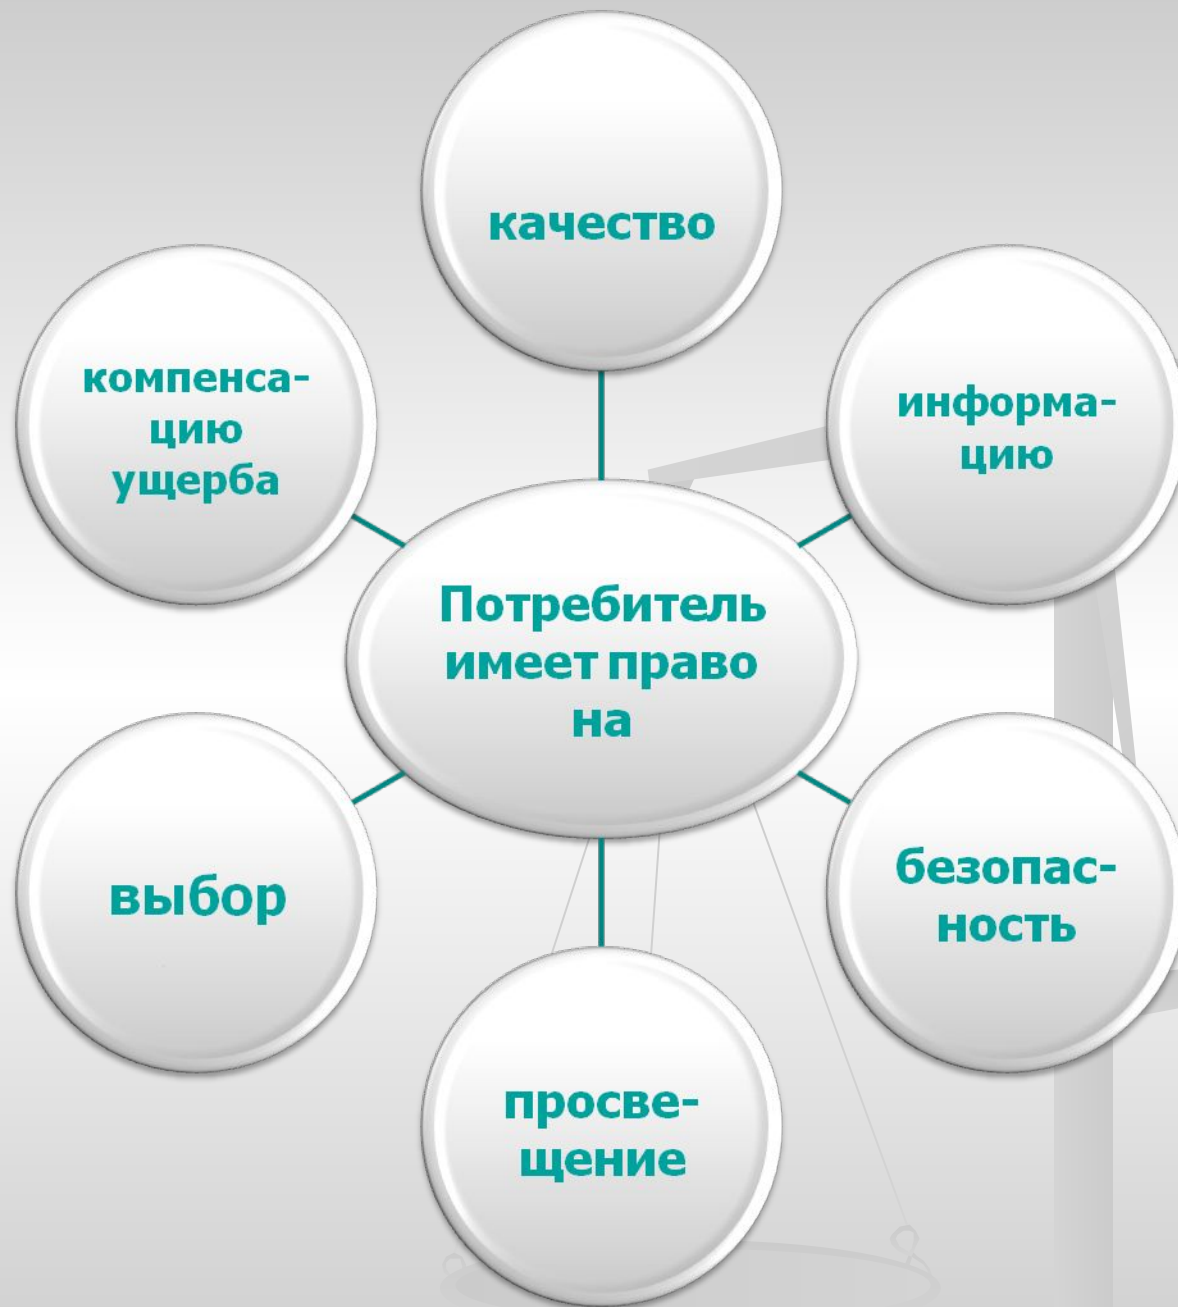 качество
компенса-
цию
ущерба
информа-
цию
Потребитель
имеет право
на
выбор
безопас-
ность
просве-
щение